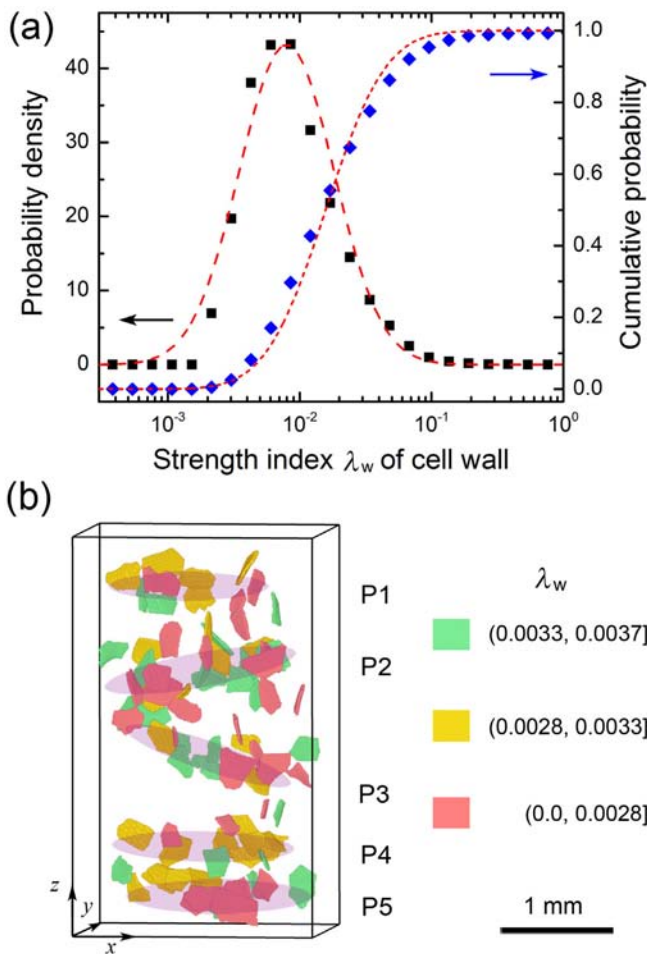 (a)
40
30
20
10
0
Probability density
1.0
0.8
0.6
0.4
0.2
0.0
Cumulative probability
10⁻³ 10⁻² 10⁻¹ 10⁰
Strength index λw of cell wall
(b)
λw
P1
(0.0033, 0.0037]
P2
(0.0028, 0.0033]
P3
(0.0, 0.0028]
P4
P5
z
y
x
1 mm